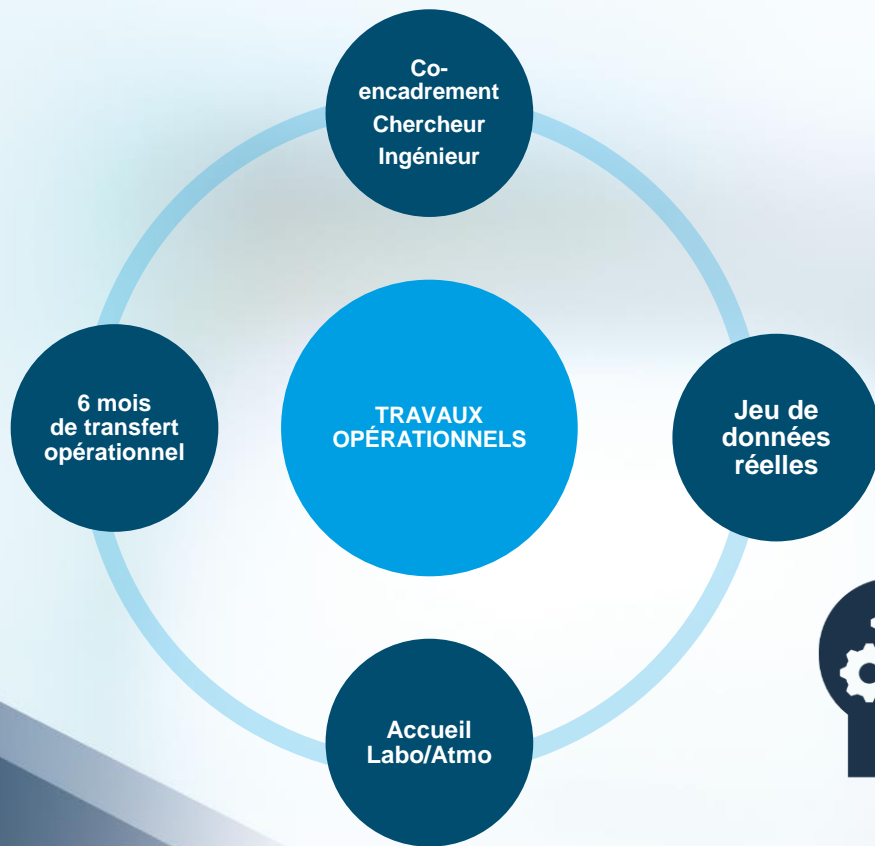 Co-
encadrement
Chercheur
Ingénieur
6 mois
de transfert
opérationnel
TRAVAUX
OPÉRATIONNELS
Jeu de
données
réelles
Accueil
Labo/Atmo